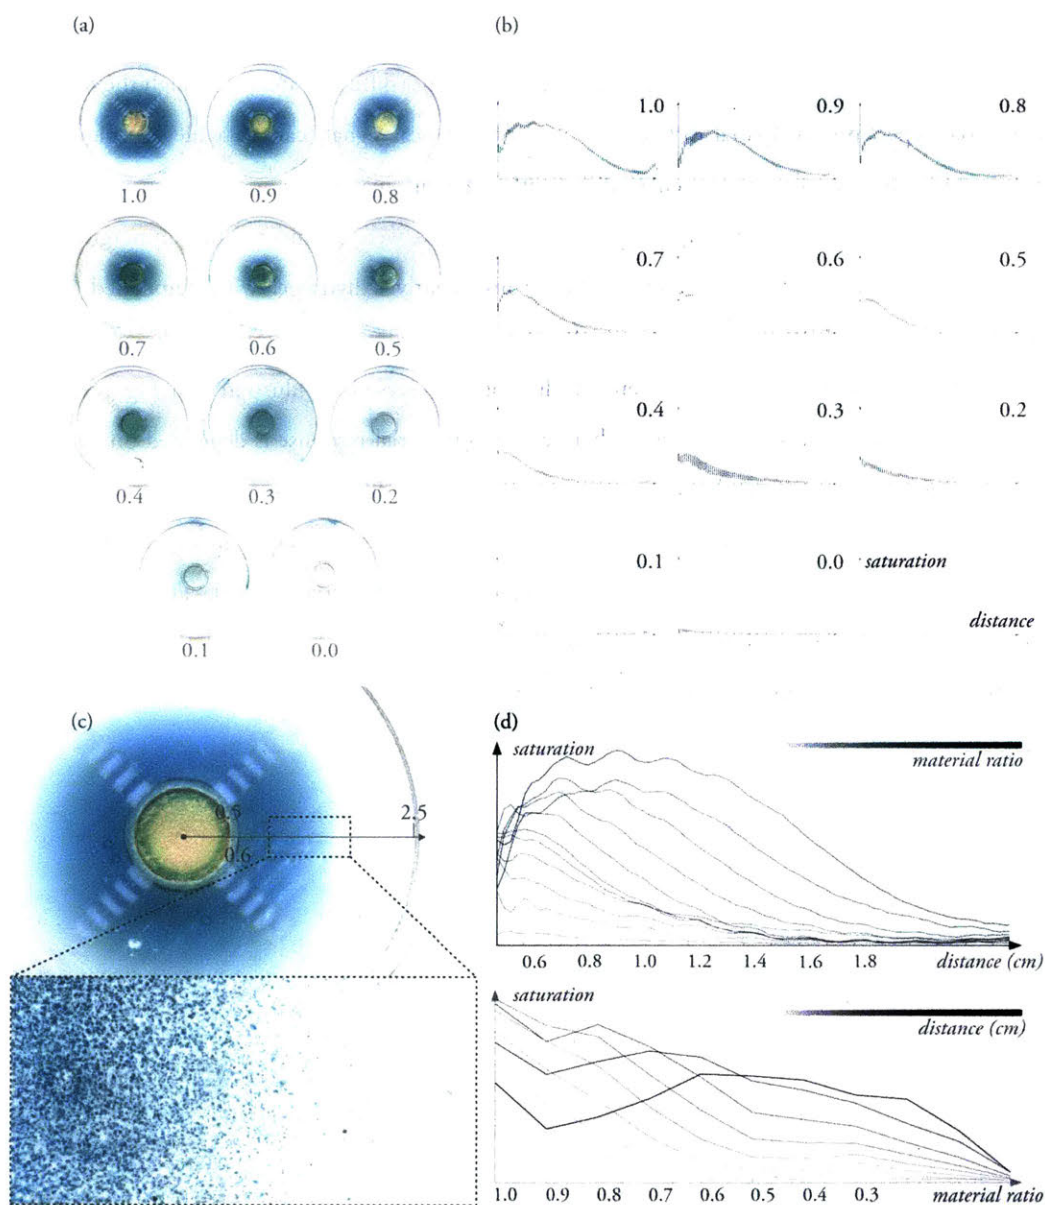 (a)
1.0 0.9 0.8
0.7 0.6 0.5
0.4 0.3 0.2
0.1 0.0
(b)
1.0 0.9 0.8
0.7 0.6 0.5
0.4 0.3 0.2
0.1 0.0 saturation
distance
(c)
0.5 2.5
0.6
(d)
saturation
material ratio
0.6 0.8 1.0 1.2 1.4 1.6 1.8 distance (cm)
saturation
distance (cm)
1.0 0.9 0.8 0.7 0.6 0.5 0.4 0.3 material ratio